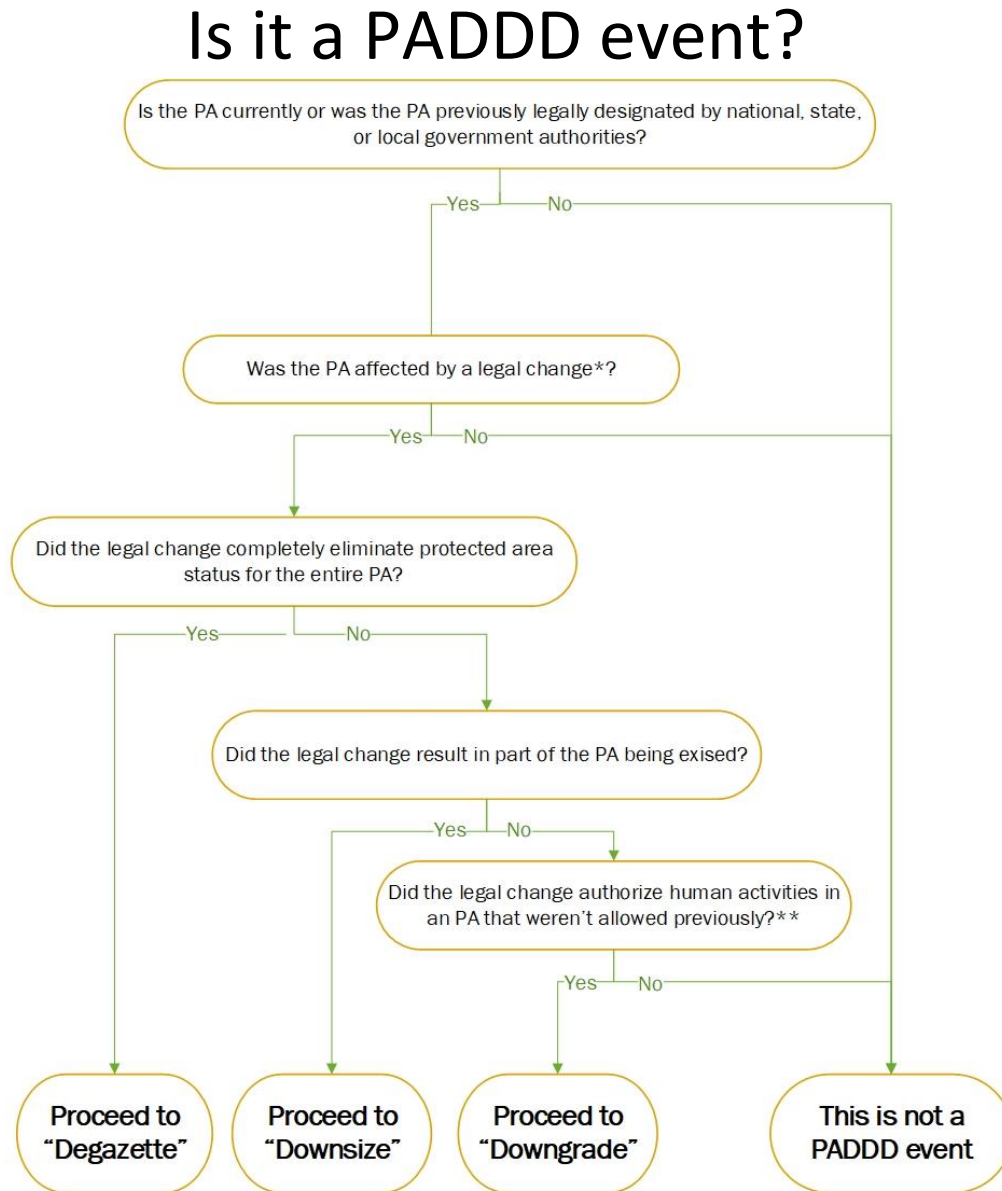 Is it a PADDD event?
Is the PA currently or was the PA previously legally designated by national, state,
or local government authorities?
Yes
No
Was the PA affected by a legal change*?
Yes
No
Did the legal change completely eliminate protected area
status for the entire PA?
Yes
No
Did the legal change result in part of the PA being exised?
Yes
No
Did the legal change authorize human activities in
an PA that weren't allowed previously?**
Yes
No
Proceed to
“Degazette”
Proceed to
“Downsize”
Proceed to
“Downgrade”
This is not a
PADDD event